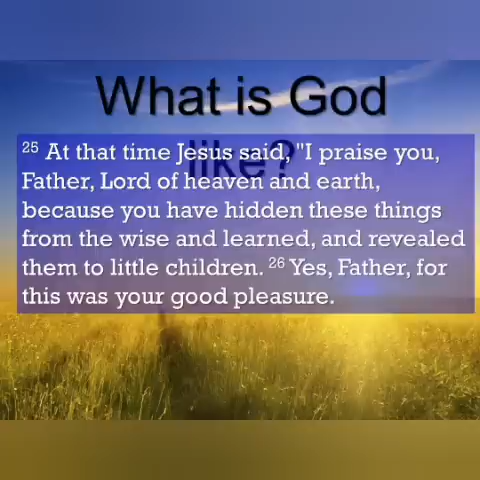 What is God
like?
25 At that time Jesus said, "I praise you,
Father, Lord of heaven and earth,
because you have hidden these things
from the wise and learned, and revealed
them to little children. 26 Yes, Father, for
this was your good pleasure.